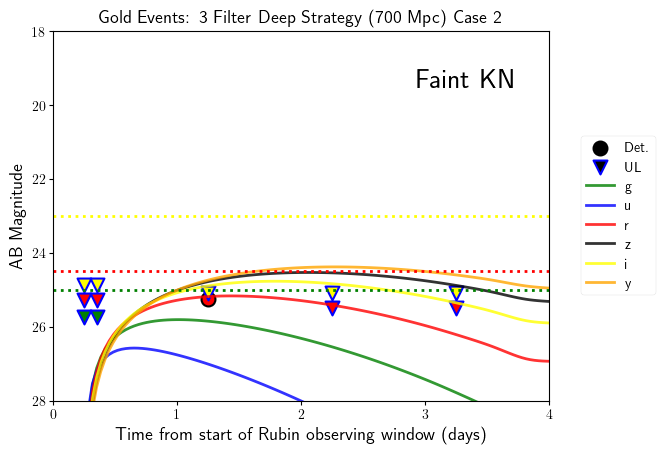 Gold Events: 3 Filter Deep Strategy (700 Mpc) Case 2
18
20
22
24
26
28
AB Magnitude
Faint KN
Det.
UL
g
u
r
z
i
y
0 1 2 3 4
Time from start of Rubin observing window (days)